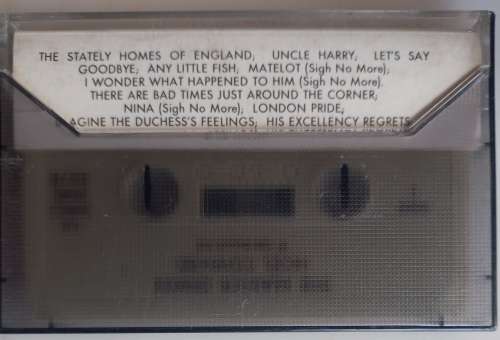 THE STATELY HOMES OF ENGLAND; UNCLE HARRY; LET'S SAY
GOODBYE; ANY LITTLE FISH; MATELOT (Sigh No More);
I WONDER WHAT HAPPENED TO HIM (Sigh No More).
THERE ARE BAD TIMES JUST AROUND THE CORNER;
NINA (Sigh No More); LONDON PRIDE;
AGINE THE DUCHESS'S FEELINGS; HIS EXCELLENCY REGRETS